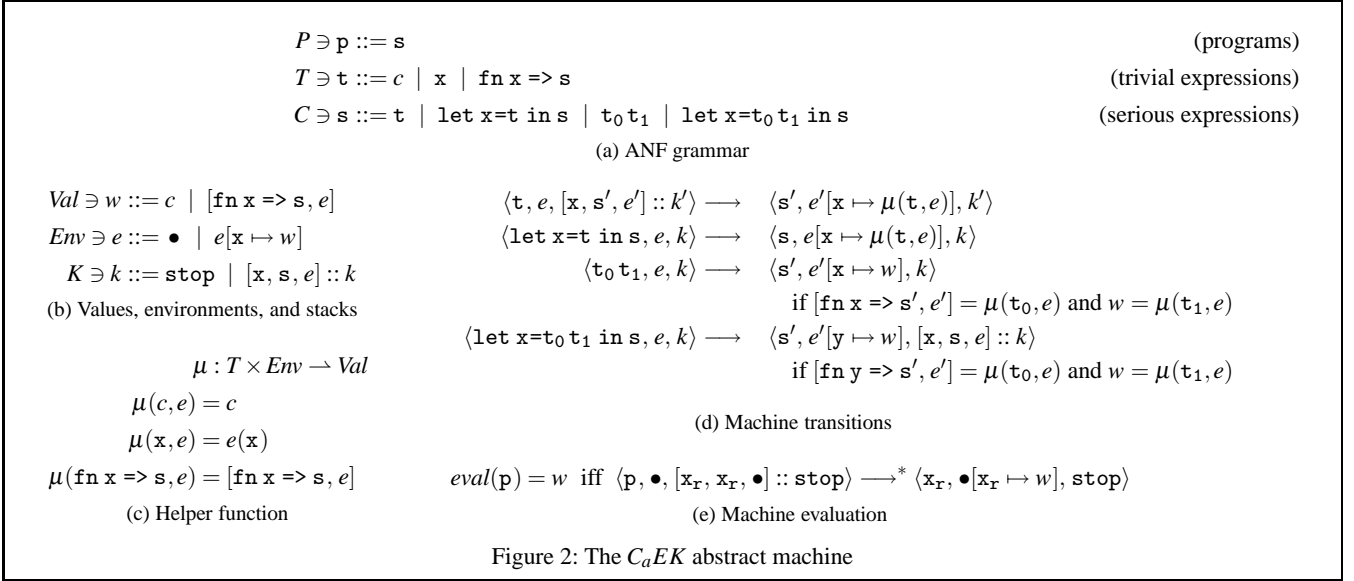 P ∋ p ::= s (programs)
T ∋ t ::= c | x | fn x => s (trivial expressions)
C ∋ s ::= t | let x=t in s | t₀ t₁ | let x=t₀ t₁ in s (serious expressions)
(a) ANF grammar
Val ∋ w ::= c | [fn x => s, e]
Env ∋ e ::= • | e[x ↦ w]
K ∋ k ::= stop | [x, s, e] :: k
(b) Values, environments, and stacks
μ : T × Env ⇀ Val
μ(c, e) = c
μ(x, e) = e(x)
μ(fn x => s, e) = [fn x => s, e]
(c) Helper function
⟨t, e, [x, s′, e′] :: k′⟩ ⟶ ⟨s′, e′[x ↦ μ(t, e)], k′⟩
⟨let x=t in s, e, k⟩ ⟶ ⟨s, e[x ↦ μ(t, e)], k⟩
⟨t₀ t₁, e, k⟩ ⟶ ⟨s′, e′[x ↦ w], k⟩
if [fn x => s′, e′] = μ(t₀, e) and w = μ(t₁, e)
⟨let x=t₀ t₁ in s, e, k⟩ ⟶ ⟨s′, e′[y ↦ w], [x, s, e] :: k⟩
if [fn y => s′, e′] = μ(t₀, e) and w = μ(t₁, e)
(d) Machine transitions
eval(p) = w iff ⟨p, •, [xᵣ, xᵣ, •] :: stop⟩ ⟶* ⟨xᵣ, •[xᵣ ↦ w], stop⟩
(e) Machine evaluation
Figure 2: The CₐEK abstract machine